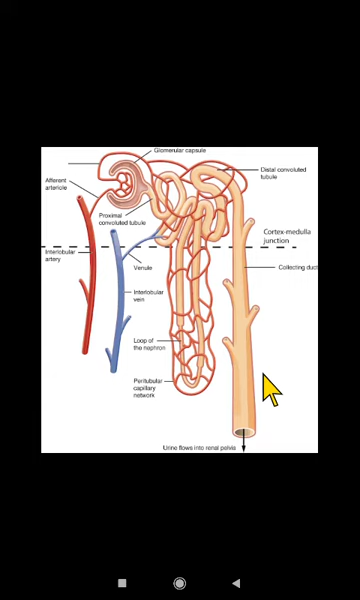 Glomerular capsule
Distal convoluted
tubule
Afferent
arteriole
Proximal
convoluted tubule
Cortex-medulla
junction
Interlobular
artery
Venule
Collecting duct
Interlobular
vein
Loop of
the nephron
Peritubular
capillary
network
Urine flows into renal pelvis